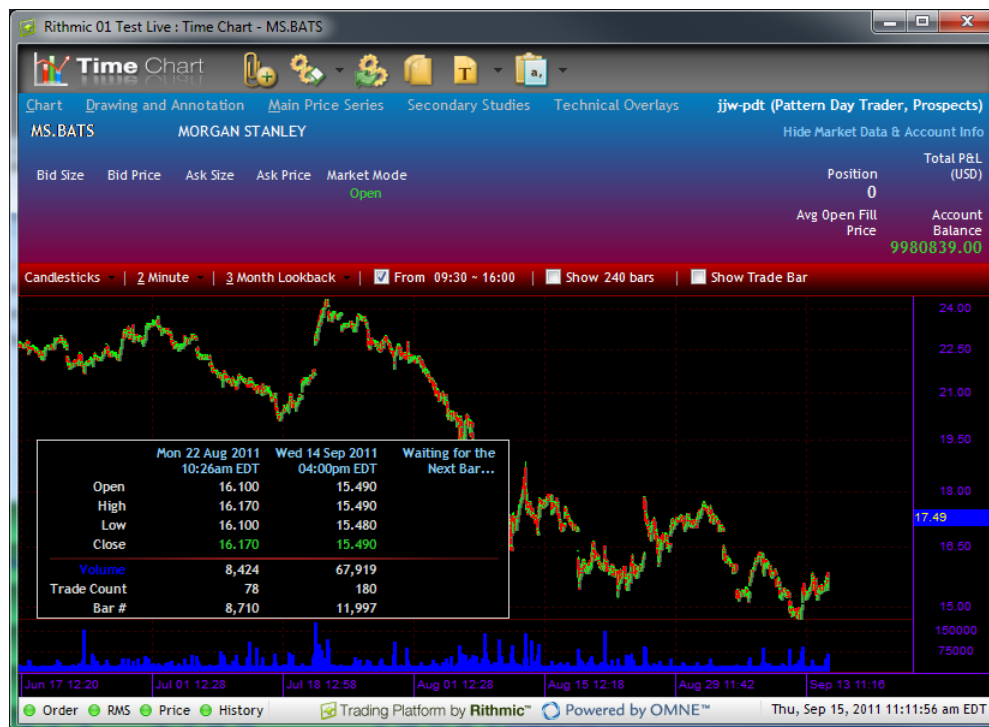 Rithmic 01 Test Live : Time Chart - MS.BATS
Time Chart
Chart Drawing and Annotation Main Price Series Secondary Studies Technical Overlays jjw-pdt (Pattern Day Trader, Prospects)
MS.BATS MORGAN STANLEY Hide Market Data & Account Info
Bid Size Bid Price Ask Size Ask Price Market Mode Position Total P&L (USD)
Open 0
Avg Open Fill Price Account Balance
9980839.00
Candlesticks | 2 Minute | 3 Month Lookback | From 09:30 ~ 16:00 | Show 240 bars | Show Trade Bar
24.00
22.50
21.00
19.50
18.00
17.49
16.50
15.00
150000
75000
Mon 22 Aug 2011 Wed 14 Sep 2011 Waiting for the
10:26am EDT 04:00pm EDT Next Bar...
Open 16.100 15.490
High 16.170 15.490
Low 16.100 15.480
Close 16.170 15.490
Volume 8,424 67,919
Trade Count 78 180
Bar # 8,710 11,997
Jun 17 12:20 Jul 01 12:28 Jul 18 12:58 Aug 01 12:28 Aug 15 12:18 Aug 29 11:42 Sep 13 11:16
Order RMS Price History Trading Platform by Rithmic™ Powered by OMNE™ Thu, Sep 15, 2011 11:11:56 am EDT